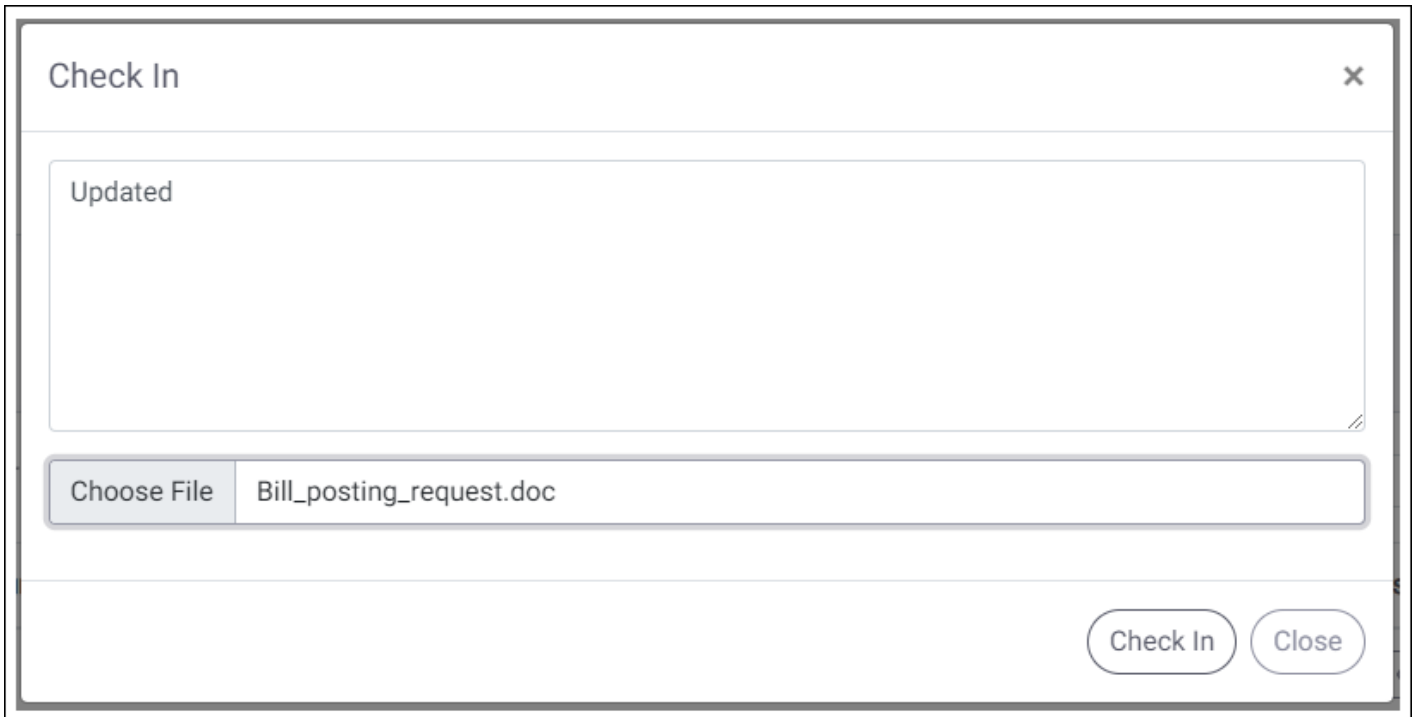 Check In
Updated
Choose File Bill_posting_request.doc
Check In Close